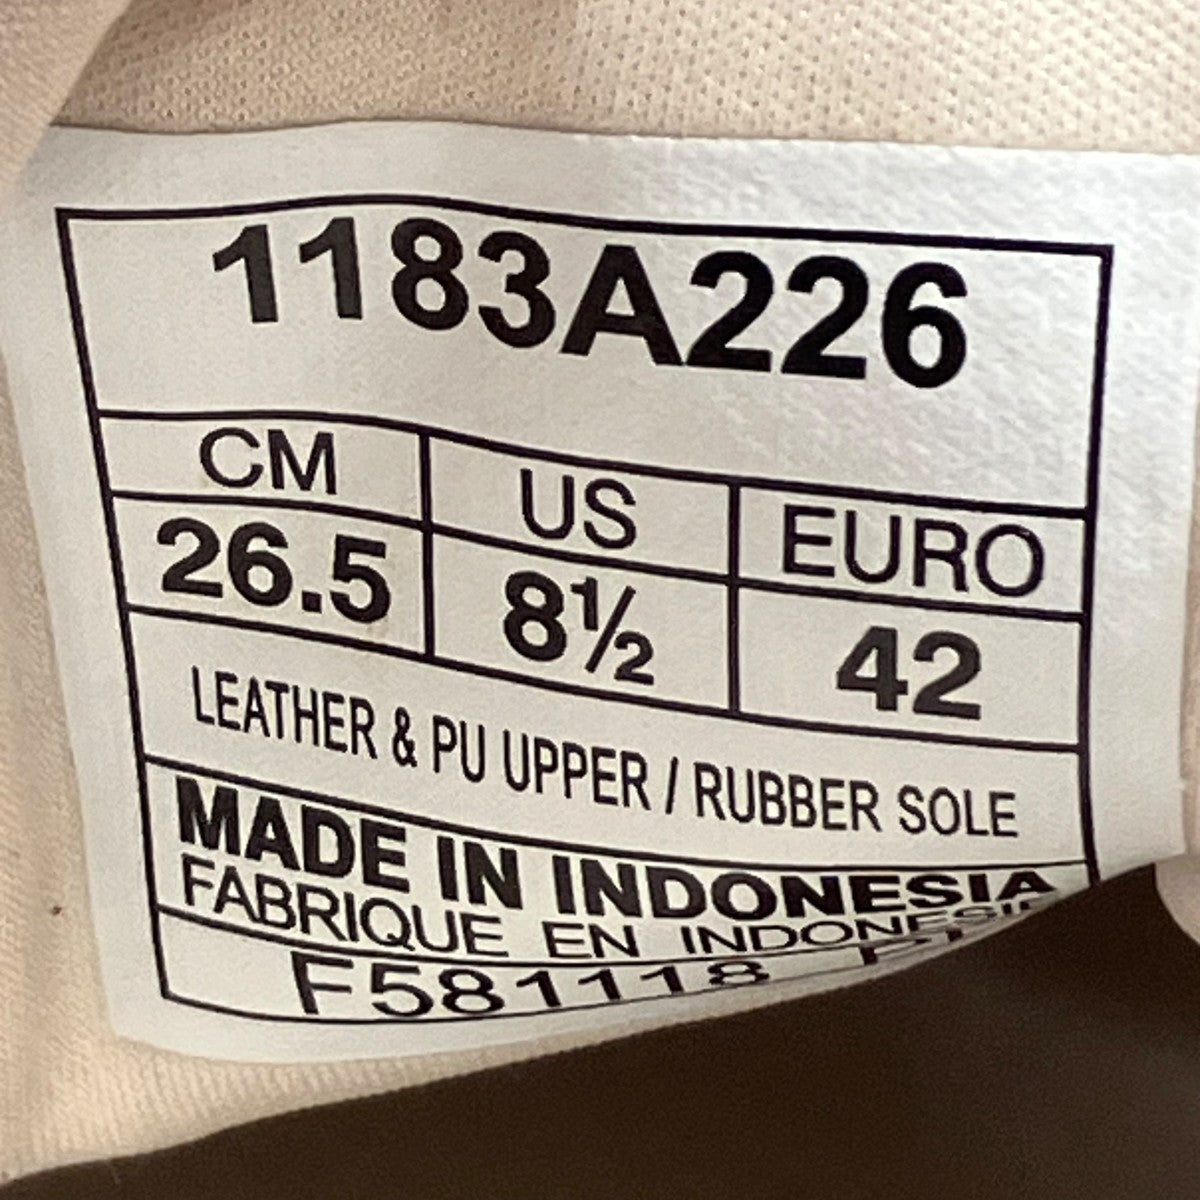 1183A226
CM US EURO
26.5 8½ 42
LEATHER & PU UPPER / RUBBER SOLE
MADE IN INDONESIA
FABRIQUE EN INDONESIE
F581118